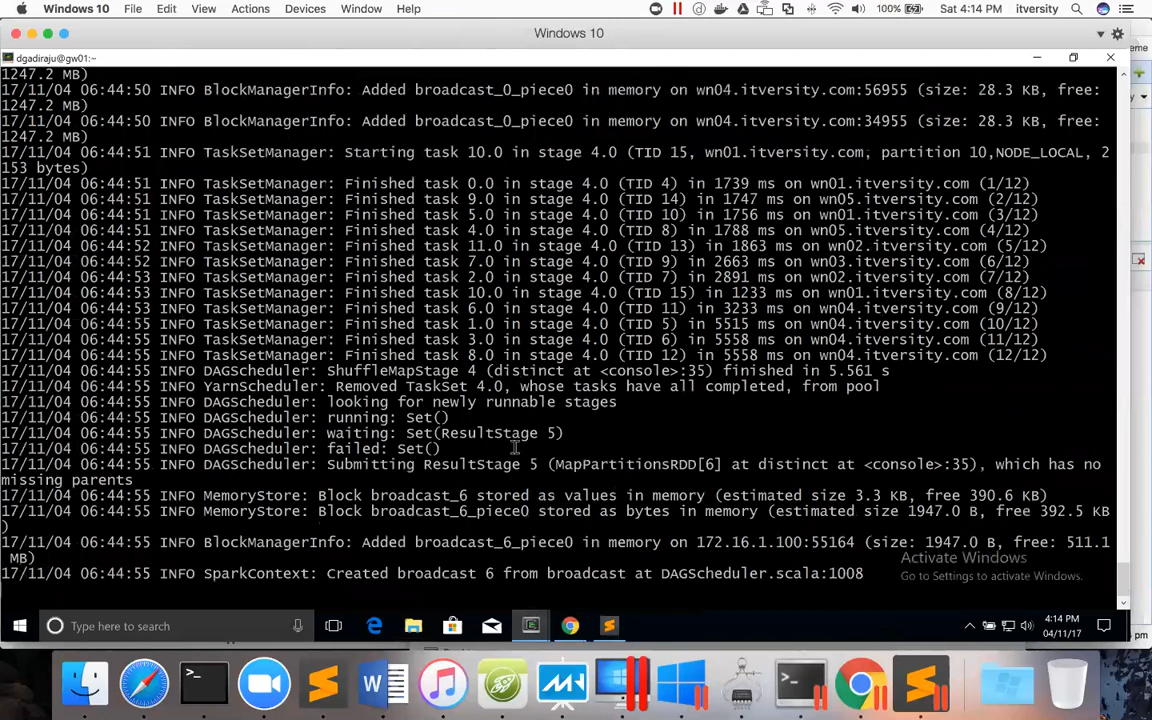 Windows 10 File Edit View Actions Devices Window Help 100% Sat 4:14 PM itversity
Windows 10
dgadiraju@gw01:~
1247.2 MB)
17/11/04 06:44:50 INFO BlockManagerInfo: Added broadcast_0_piece0 in memory on wn04.itversity.com:56955 (size: 28.3 KB, free:
1247.2 MB)
17/11/04 06:44:50 INFO BlockManagerInfo: Added broadcast_0_piece0 in memory on wn04.itversity.com:34955 (size: 28.3 KB, free:
1247.2 MB)
17/11/04 06:44:51 INFO TaskSetManager: Starting task 10.0 in stage 4.0 (TID 15, wn01.itversity.com, partition 10,NODE_LOCAL, 2
153 bytes)
17/11/04 06:44:51 INFO TaskSetManager: Finished task 0.0 in stage 4.0 (TID 4) in 1739 ms on wn01.itversity.com (1/12)
17/11/04 06:44:51 INFO TaskSetManager: Finished task 9.0 in stage 4.0 (TID 14) in 1747 ms on wn05.itversity.com (2/12)
17/11/04 06:44:51 INFO TaskSetManager: Finished task 5.0 in stage 4.0 (TID 10) in 1756 ms on wn01.itversity.com (3/12)
17/11/04 06:44:51 INFO TaskSetManager: Finished task 4.0 in stage 4.0 (TID 8) in 1788 ms on wn05.itversity.com (4/12)
17/11/04 06:44:52 INFO TaskSetManager: Finished task 11.0 in stage 4.0 (TID 13) in 1863 ms on wn02.itversity.com (5/12)
17/11/04 06:44:52 INFO TaskSetManager: Finished task 7.0 in stage 4.0 (TID 9) in 2663 ms on wn03.itversity.com (6/12)
17/11/04 06:44:53 INFO TaskSetManager: Finished task 2.0 in stage 4.0 (TID 7) in 2891 ms on wn02.itversity.com (7/12)
17/11/04 06:44:53 INFO TaskSetManager: Finished task 10.0 in stage 4.0 (TID 15) in 1233 ms on wn01.itversity.com (8/12)
17/11/04 06:44:53 INFO TaskSetManager: Finished task 6.0 in stage 4.0 (TID 11) in 3233 ms on wn04.itversity.com (9/12)
17/11/04 06:44:55 INFO TaskSetManager: Finished task 1.0 in stage 4.0 (TID 5) in 5515 ms on wn04.itversity.com (10/12)
17/11/04 06:44:55 INFO TaskSetManager: Finished task 3.0 in stage 4.0 (TID 6) in 5558 ms on wn04.itversity.com (11/12)
17/11/04 06:44:55 INFO TaskSetManager: Finished task 8.0 in stage 4.0 (TID 12) in 5558 ms on wn04.itversity.com (12/12)
17/11/04 06:44:55 INFO DAGScheduler: ShuffleMapStage 4 (distinct at <console>:35) finished in 5.561 s
17/11/04 06:44:55 INFO YarnScheduler: Removed TaskSet 4.0, whose tasks have all completed, from pool
17/11/04 06:44:55 INFO DAGScheduler: looking for newly runnable stages
17/11/04 06:44:55 INFO DAGScheduler: running: Set()
17/11/04 06:44:55 INFO DAGScheduler: waiting: Set(ResultStage 5)
17/11/04 06:44:55 INFO DAGScheduler: failed: Set()
17/11/04 06:44:55 INFO DAGScheduler: Submitting ResultStage 5 (MapPartitionsRDD[6] at distinct at <console>:35), which has no
missing parents
17/11/04 06:44:55 INFO MemoryStore: Block broadcast_6 stored as values in memory (estimated size 3.3 KB, free 390.6 KB)
17/11/04 06:44:55 INFO MemoryStore: Block broadcast_6_piece0 stored as bytes in memory (estimated size 1947.0 B, free 392.5 KB
)
17/11/04 06:44:55 INFO BlockManagerInfo: Added broadcast_6_piece0 in memory on 172.16.1.100:55164 (size: 1947.0 B, free: 511.1
MB)
17/11/04 06:44:55 INFO SparkContext: Created broadcast 6 from broadcast at DAGScheduler.scala:1008
Activate Windows
Go to Settings to activate Windows.
Type here to search
4:14 PM
04/11/17